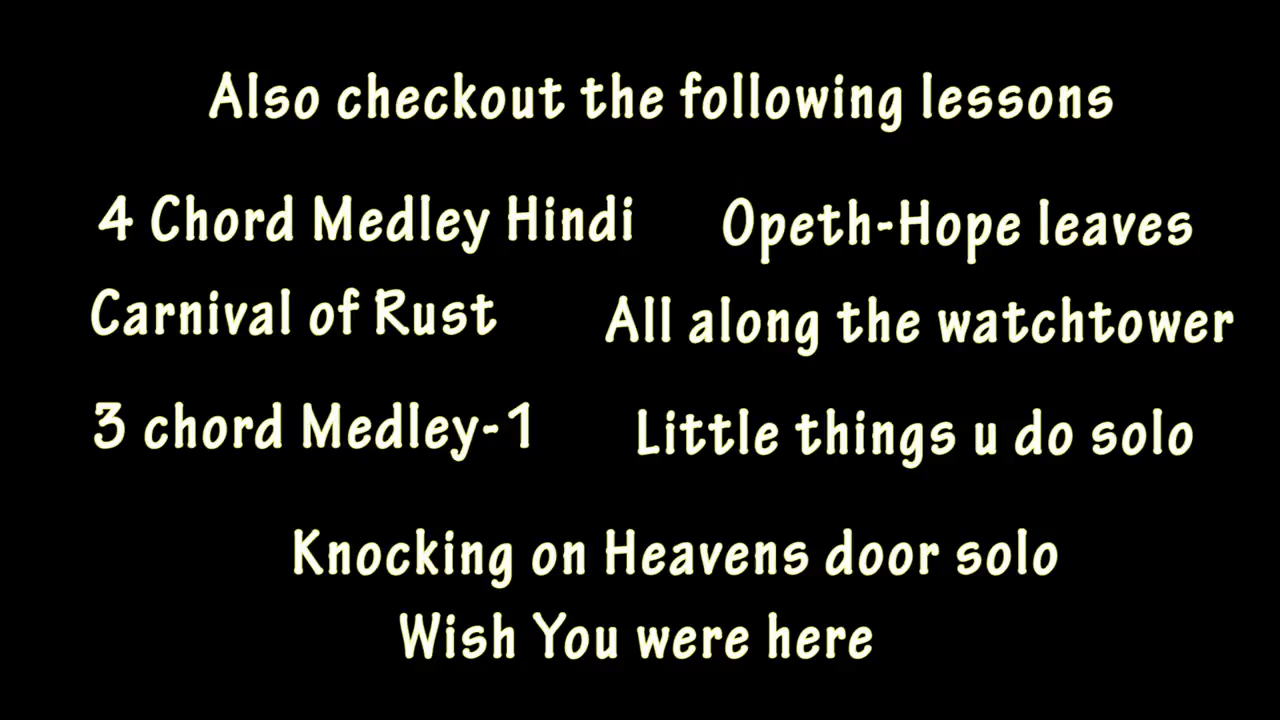 Also checkout the following lessons
4 Chord Medley Hindi
Opeth-Hope leaves
Carnival of Rust
All along the watchtower
3 chord Medley-1
Little things u do solo
Knocking on Heavens door solo
Wish You were here